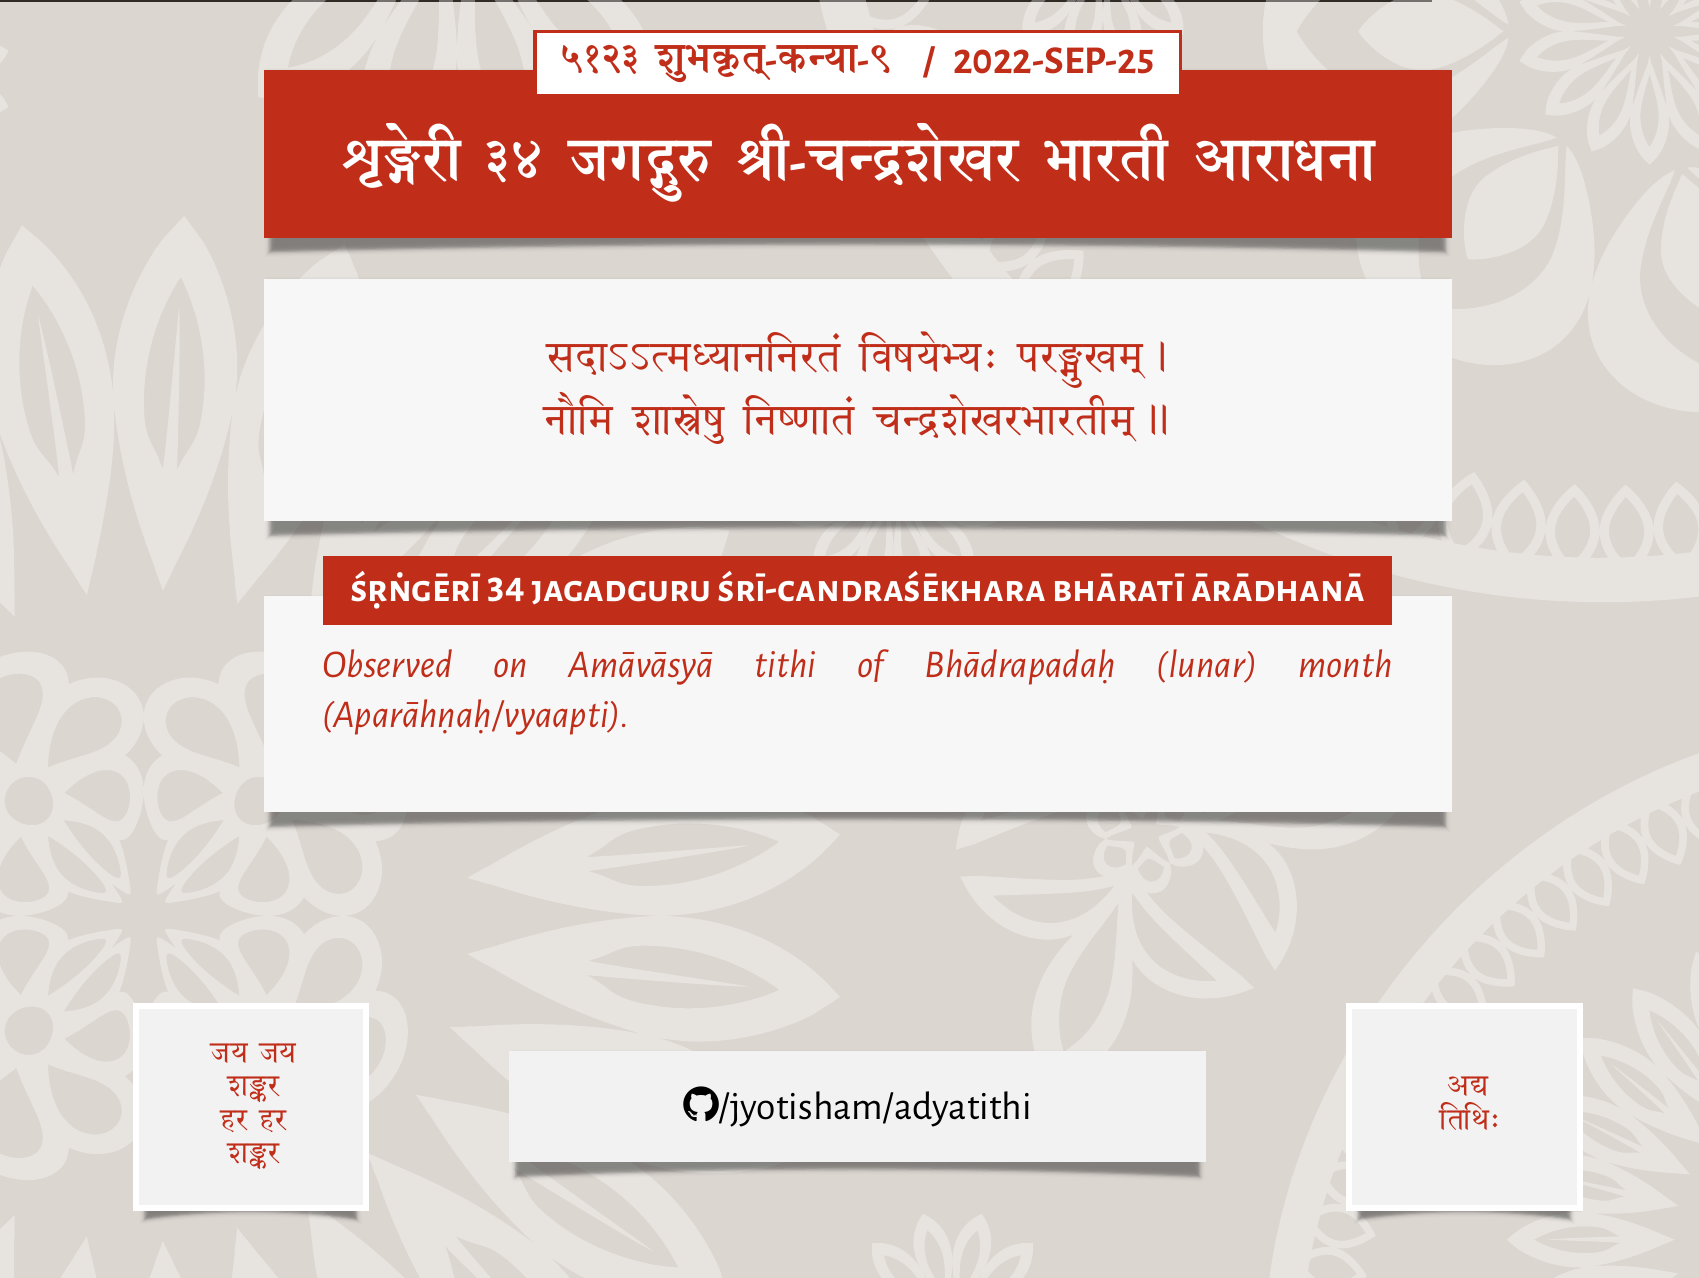 ५१२३ शुभकृत्-कन्या-९ / 2022-SEP-25
शृङ्गेरी ३४ जगद्गुरु श्री-चन्द्रशेखर भारती आराधना
सदाऽऽत्मध्याननिरतं विषयेभ्यः परङ्मुखम् ।
नौमि शास्त्रेषु निष्णातं चन्द्रशेखरभारतीम् ॥
ŚṚṄGĒRĪ 34 JAGADGURU ŚRĪ-CANDRAŚĒKHARA BHĀRATĪ ĀRĀDHANĀ
Observed on Amāvāsyā tithi of Bhādrapadaḥ (lunar) month
(Aparāhṇaḥ/vyaapti).
जय जय
शङ्कर
हर हर
शङ्कर
/jyotisham/adyatithi
अद्य
तिथिः